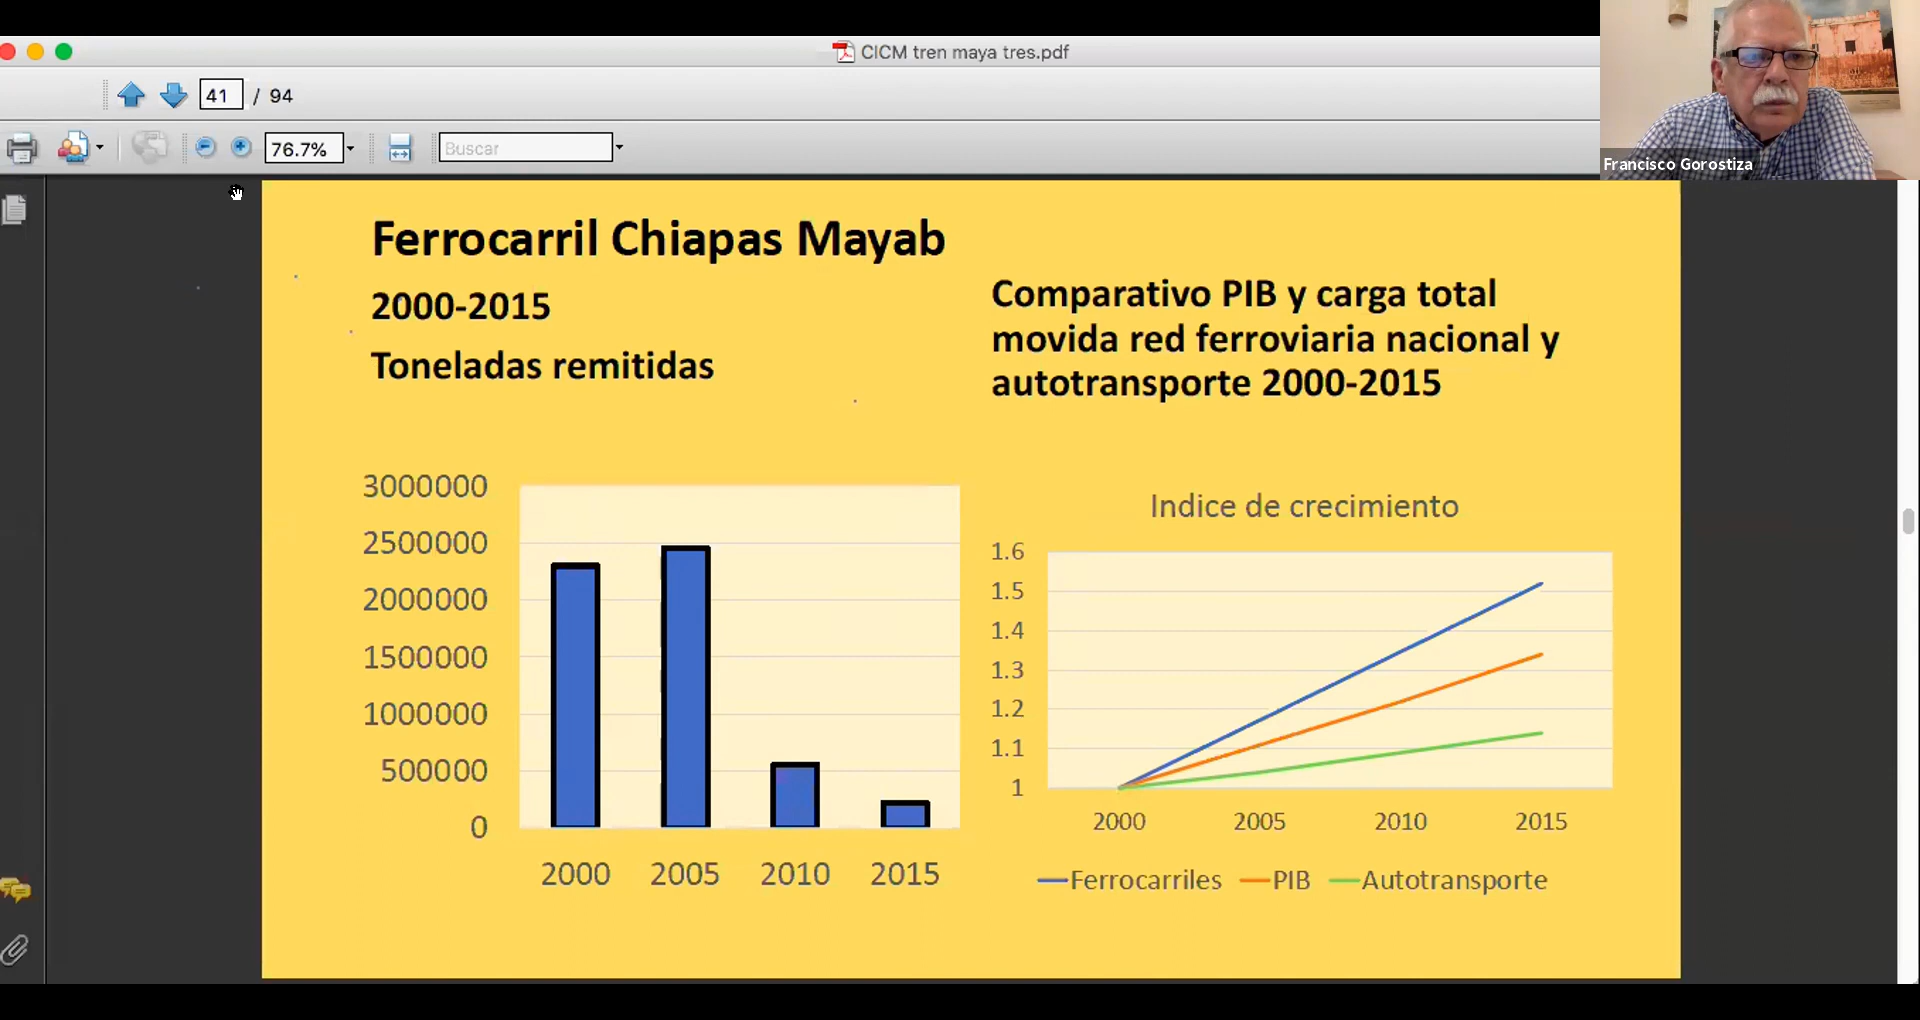 CICM tren maya tres.pdf
41 / 94
76.7%
Buscar
Francisco Gorostiza
Ferrocarril Chiapas Mayab
2000-2015
Toneladas remitidas
3000000
2500000
2000000
1500000
1000000
500000
0
2000 2005 2010 2015
Comparativo PIB y carga total
movida red ferroviaria nacional y
autotransporte 2000-2015
Indice de crecimiento
1.6
1.5
1.4
1.3
1.2
1.1
1
2000 2005 2010 2015
Ferrocarriles PIB Autotransporte